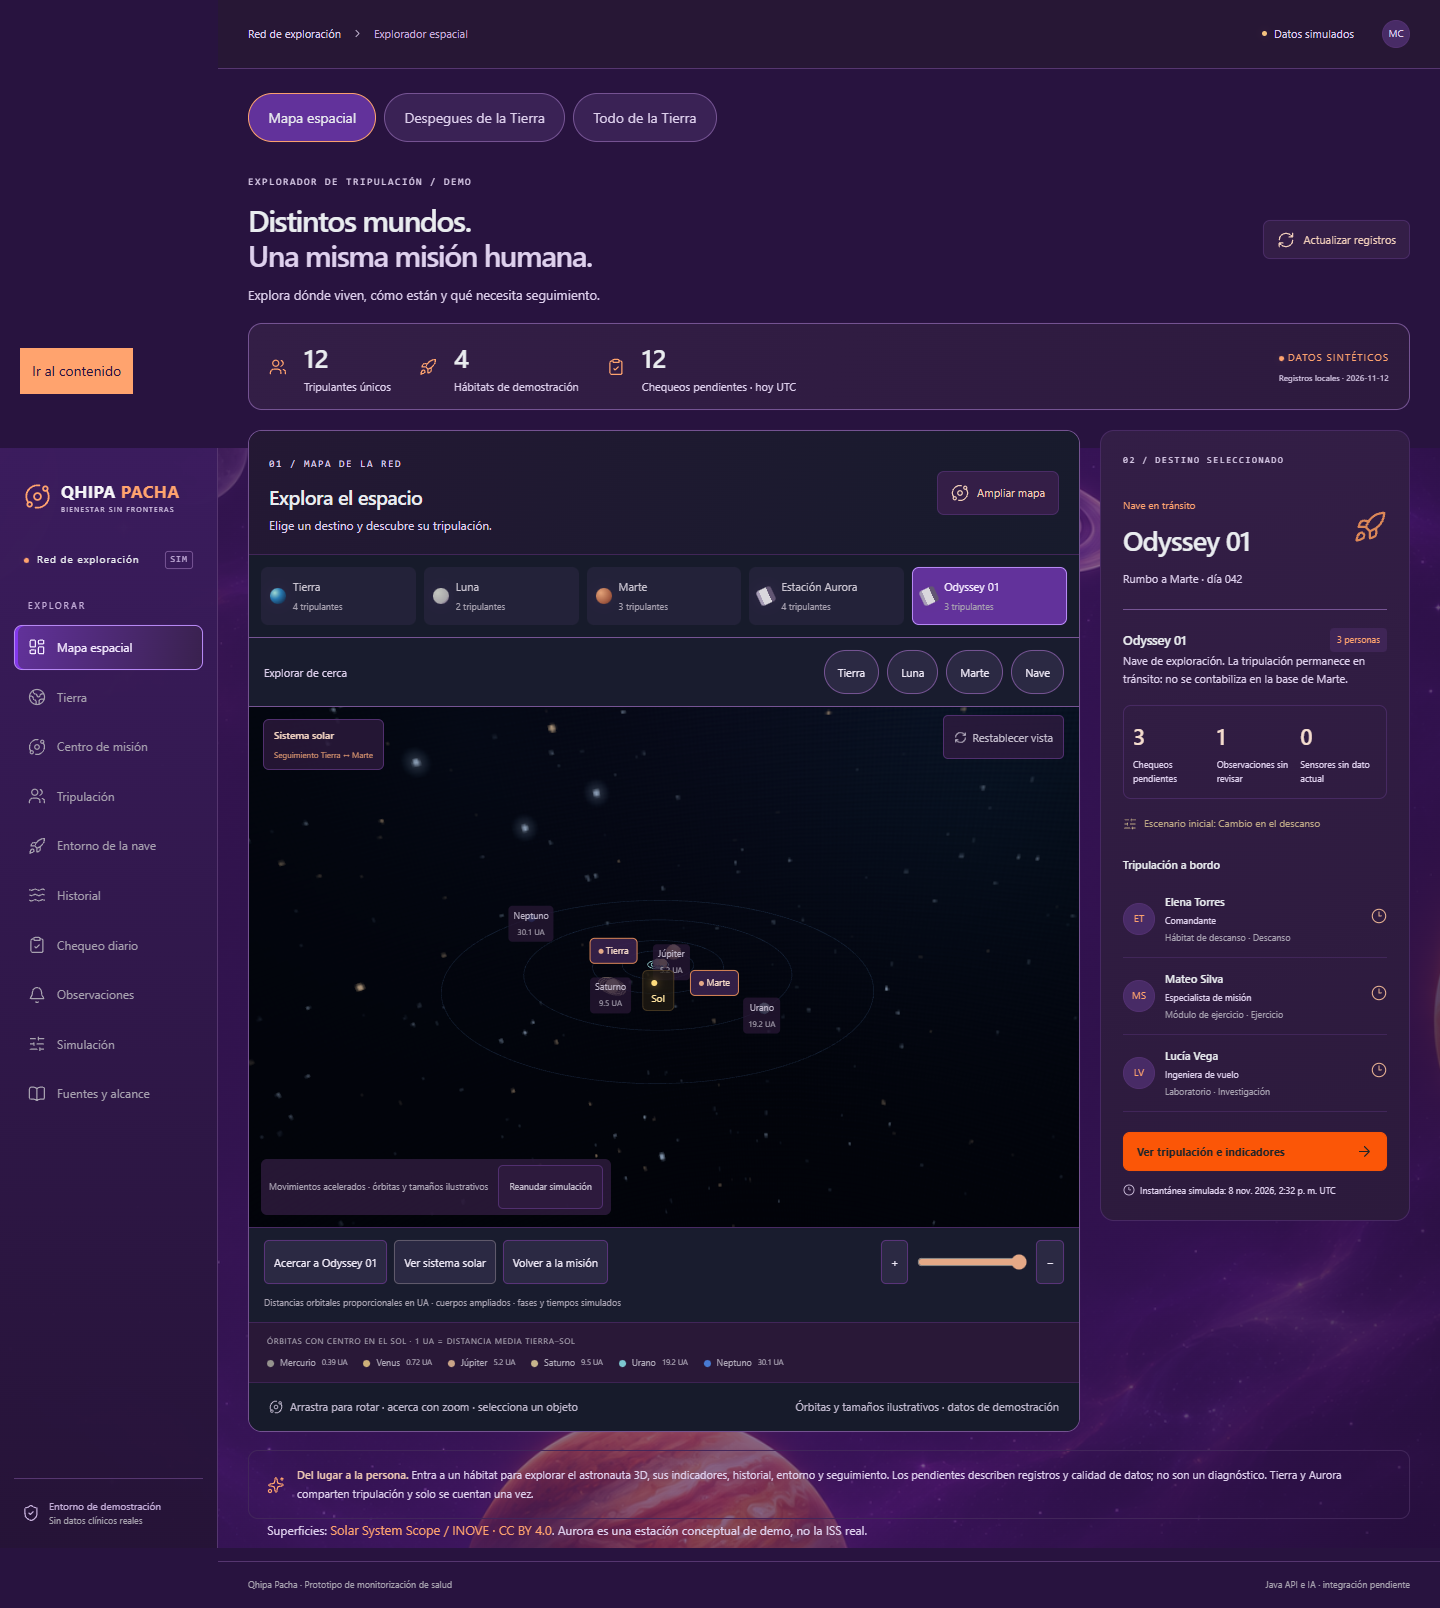 Red de exploración > Explorador espacial
Datos simulados
MC
Mapa espacial
Despegues de la Tierra
Todo de la Tierra
EXPLORADOR DE TRIPULACIÓN / DEMO
Distintos mundos.
Una misma misión humana.
Explora dónde viven, cómo están y qué necesita seguimiento.
Actualizar registros
12
Tripulantes únicos
4
Hábitats de demostración
12
Chequeos pendientes · hoy UTC
DATOS SINTÉTICOS
Registros locales · 2026-11-12
Ir al contenido
QHIPA PACHA
BIENESTAR SIN FRONTERAS
Red de exploración
SIM
EXPLORAR
Mapa espacial
Tierra
Centro de misión
Tripulación
Entorno de la nave
Historial
Chequeo diario
Observaciones
Simulación
Fuentes y alcance
Entorno de demostración
Sin datos clínicos reales
01 / MAPA DE LA RED
Explora el espacio
Elige un destino y descubre su tripulación.
Ampliar mapa
Tierra
4 tripulantes
Luna
2 tripulantes
Marte
3 tripulantes
Estación Aurora
4 tripulantes
Odyssey 01
3 tripulantes
Explorar de cerca
Tierra
Luna
Marte
Nave
Sistema solar
Seguimiento Tierra ↔ Marte
Restablecer vista
Neptuno
30.1 UA
Tierra
Júpiter
5.2 UA
Saturno
9.5 UA
Sol
Marte
Urano
19.2 UA
Movimientos acelerados · órbitas y tamaños ilustrativos
Reanudar simulación
Acercar a Odyssey 01
Ver sistema solar
Volver a la misión
+
−
Distancias orbitales proporcionales en UA · cuerpos ampliados · fases y tiempos simulados
ÓRBITAS CON CENTRO EN EL SOL · 1 UA = DISTANCIA MEDIA TIERRA–SOL
Mercurio 0.39 UA
Venus 0.72 UA
Júpiter 5.2 UA
Saturno 9.5 UA
Urano 19.2 UA
Neptuno 30.1 UA
Arrastra para rotar · acerca con zoom · selecciona un objeto
Órbitas y tamaños ilustrativos · datos de demostración
02 / DESTINO SELECCIONADO
Nave en tránsito
Odyssey 01
Rumbo a Marte · día 042
Odyssey 01
3 personas
Nave de exploración. La tripulación permanece en
tránsito: no se contabiliza en la base de Marte.
3
Chequeos
pendientes
1
Observaciones sin
revisar
0
Sensores sin dato
actual
Escenario inicial: Cambio en el descanso
Tripulación a bordo
ET
Elena Torres
Comandante
Hábitat de descanso · Descanso
MS
Mateo Silva
Especialista de misión
Módulo de ejercicio · Ejercicio
LV
Lucía Vega
Ingeniera de vuelo
Laboratorio · Investigación
Ver tripulación e indicadores
Instantánea simulada: 8 nov. 2026, 2:32 p. m. UTC
Del lugar a la persona. Entra a un hábitat para explorar el astronauta 3D, sus indicadores, historial, entorno y seguimiento. Los pendientes describen registros y calidad de datos; no son un diagnóstico. Tierra y Aurora
comparten tripulación y solo se cuentan una vez.
Superficies: Solar System Scope / INOVE · CC BY 4.0. Aurora es una estación conceptual de demo, no la ISS real.
Qhipa Pacha · Prototipo de monitorización de salud
Java API e IA · integración pendiente